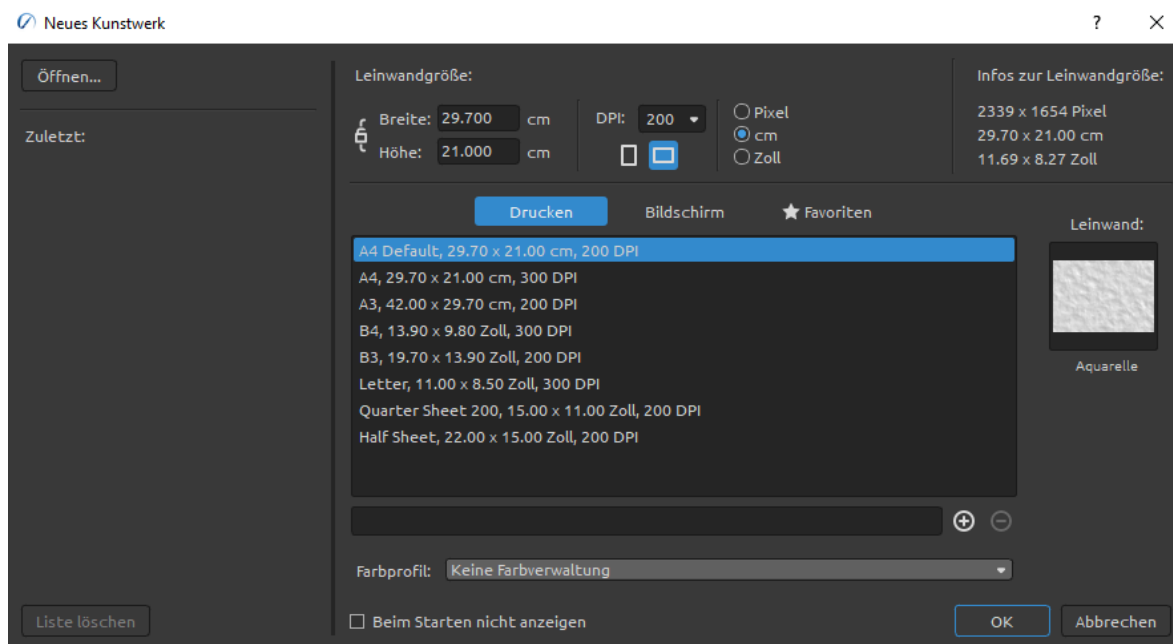 Neues Kunstwerk
?
Öffnen...
Zuletzt:
Liste löschen
Leinwandgröße:
Breite: 29.700 cm
Höhe: 21.000 cm
DPI: 200
Pixel
cm
Zoll
Infos zur Leinwandgröße:
2339 x 1654 Pixel
29.70 x 21.00 cm
11.69 x 8.27 Zoll
Drucken Bildschirm Favoriten
A4 Default, 29.70 x 21.00 cm, 200 DPI
A4, 29.70 x 21.00 cm, 300 DPI
A3, 42.00 x 29.70 cm, 200 DPI
B4, 13.90 x 9.80 Zoll, 300 DPI
B3, 19.70 x 13.90 Zoll, 200 DPI
Letter, 11.00 x 8.50 Zoll, 300 DPI
Quarter Sheet 200, 15.00 x 11.00 Zoll, 200 DPI
Half Sheet, 22.00 x 15.00 Zoll, 200 DPI
Leinwand:
Aquarelle
Farbprofil: Keine Farbverwaltung
Beim Starten nicht anzeigen
OK Abbrechen